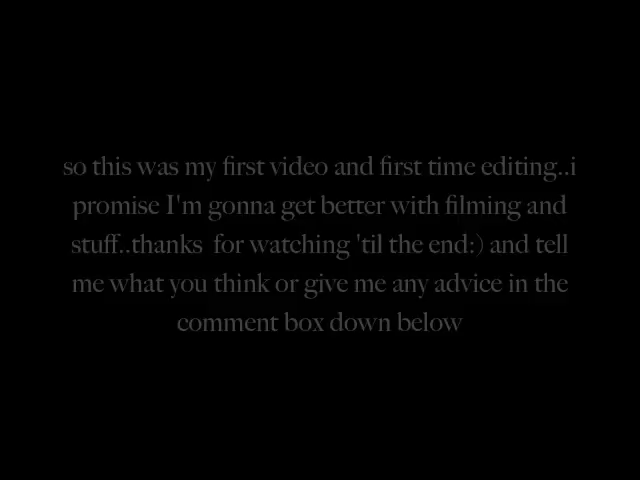 so this was my first video and first time editing..i
promise I'm gonna get better with filming and
stuff..thanks  for watching 'til the end:) and tell
me what you think or give me any advice in the
comment box down below